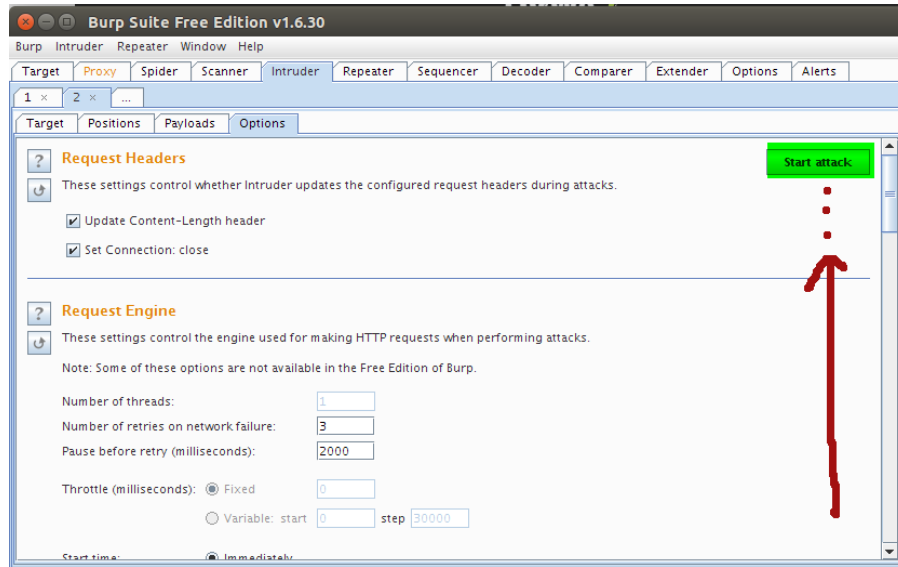 Burp Suite Free Edition v1.6.30
Burp Intruder Repeater Window Help
Target Proxy Spider Scanner Intruder Repeater Sequencer Decoder Comparer Extender Options Alerts
1 × 2 × ...
Target Positions Payloads Options
? Request Headers Start attack
These settings control whether Intruder updates the configured request headers during attacks.
Update Content-Length header
Set Connection: close
? Request Engine
These settings control the engine used for making HTTP requests when performing attacks.
Note: Some of these options are not available in the Free Edition of Burp.
Number of threads: 1
Number of retries on network failure: 3
Pause before retry (milliseconds): 2000
Throttle (milliseconds): Fixed 0
Variable: start 0 step 30000
Start time: Immediately